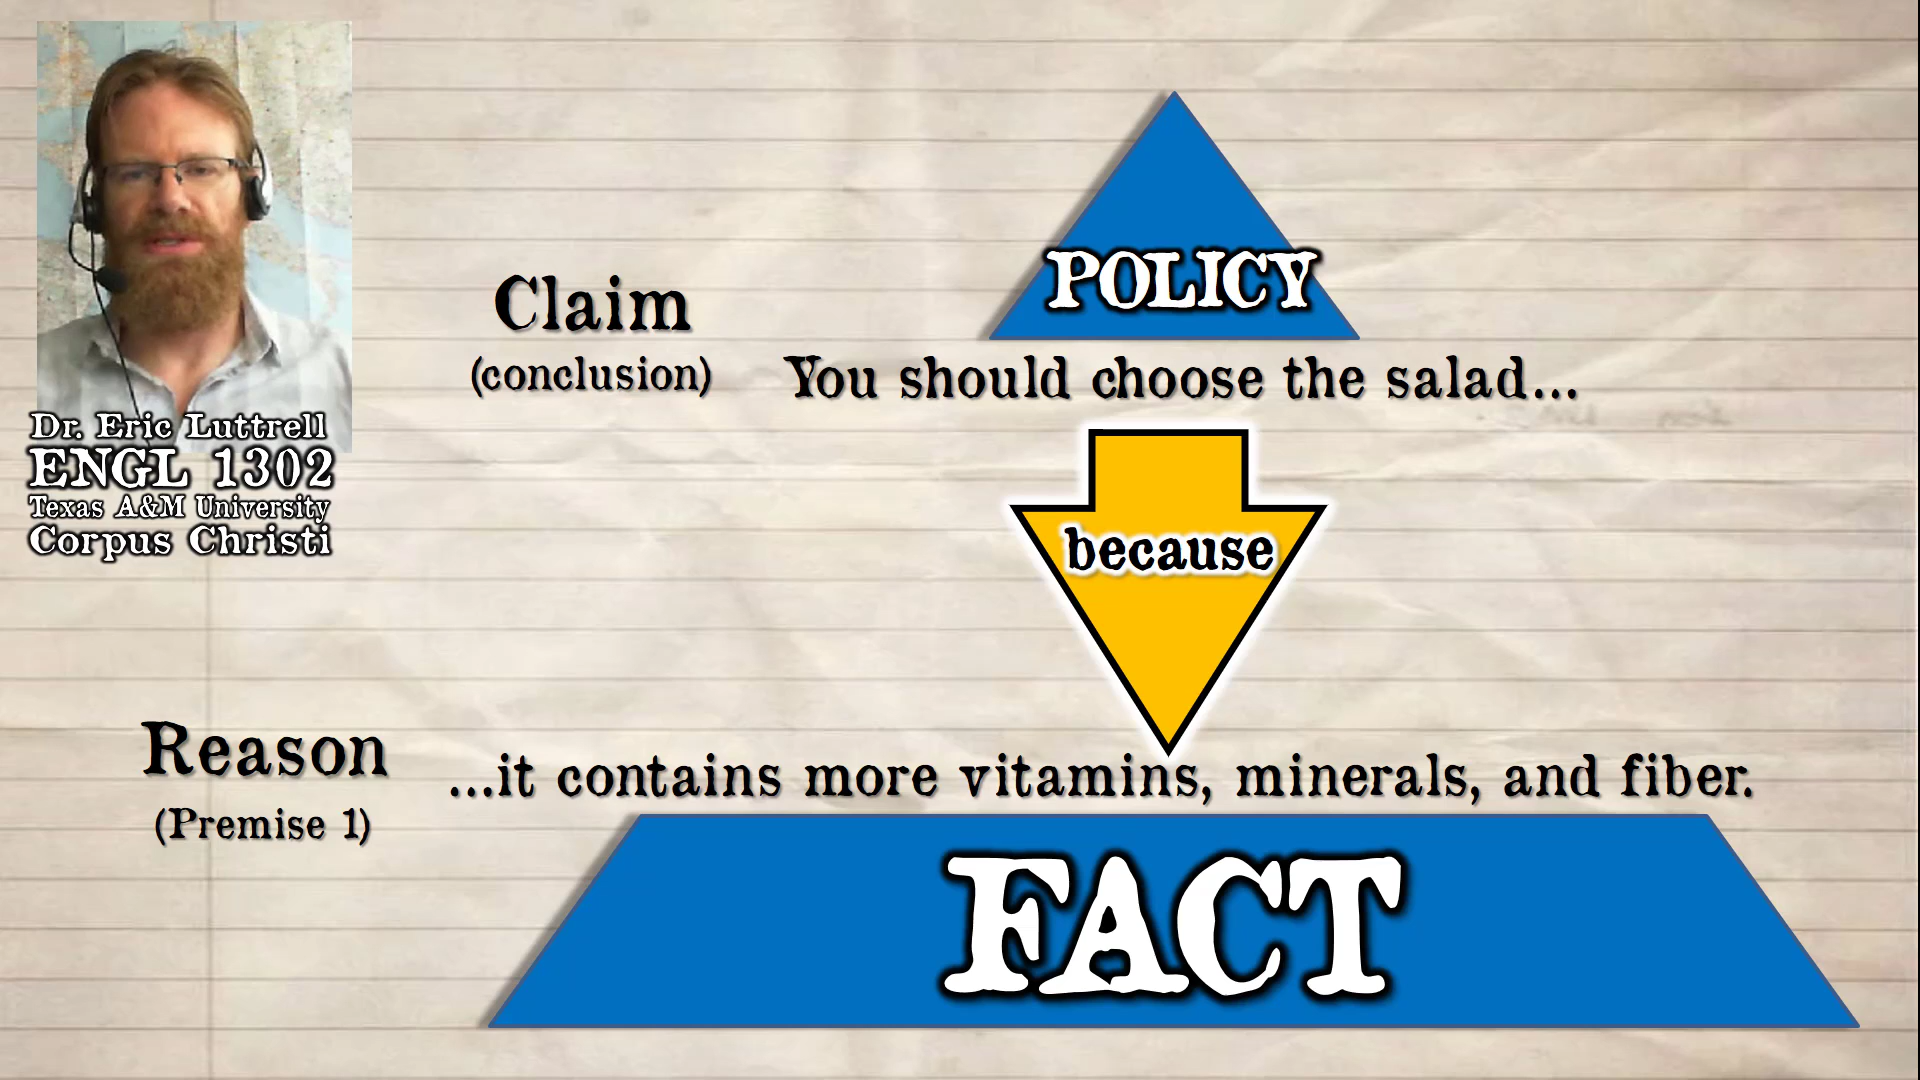 Dr. Eric Luttrell
ENGL 1302
Texas A&M University
Corpus Christi
POLICY
Claim
(conclusion)
You should choose the salad...
because
Reason
(Premise 1)
...it contains more vitamins, minerals, and fiber.
FACT